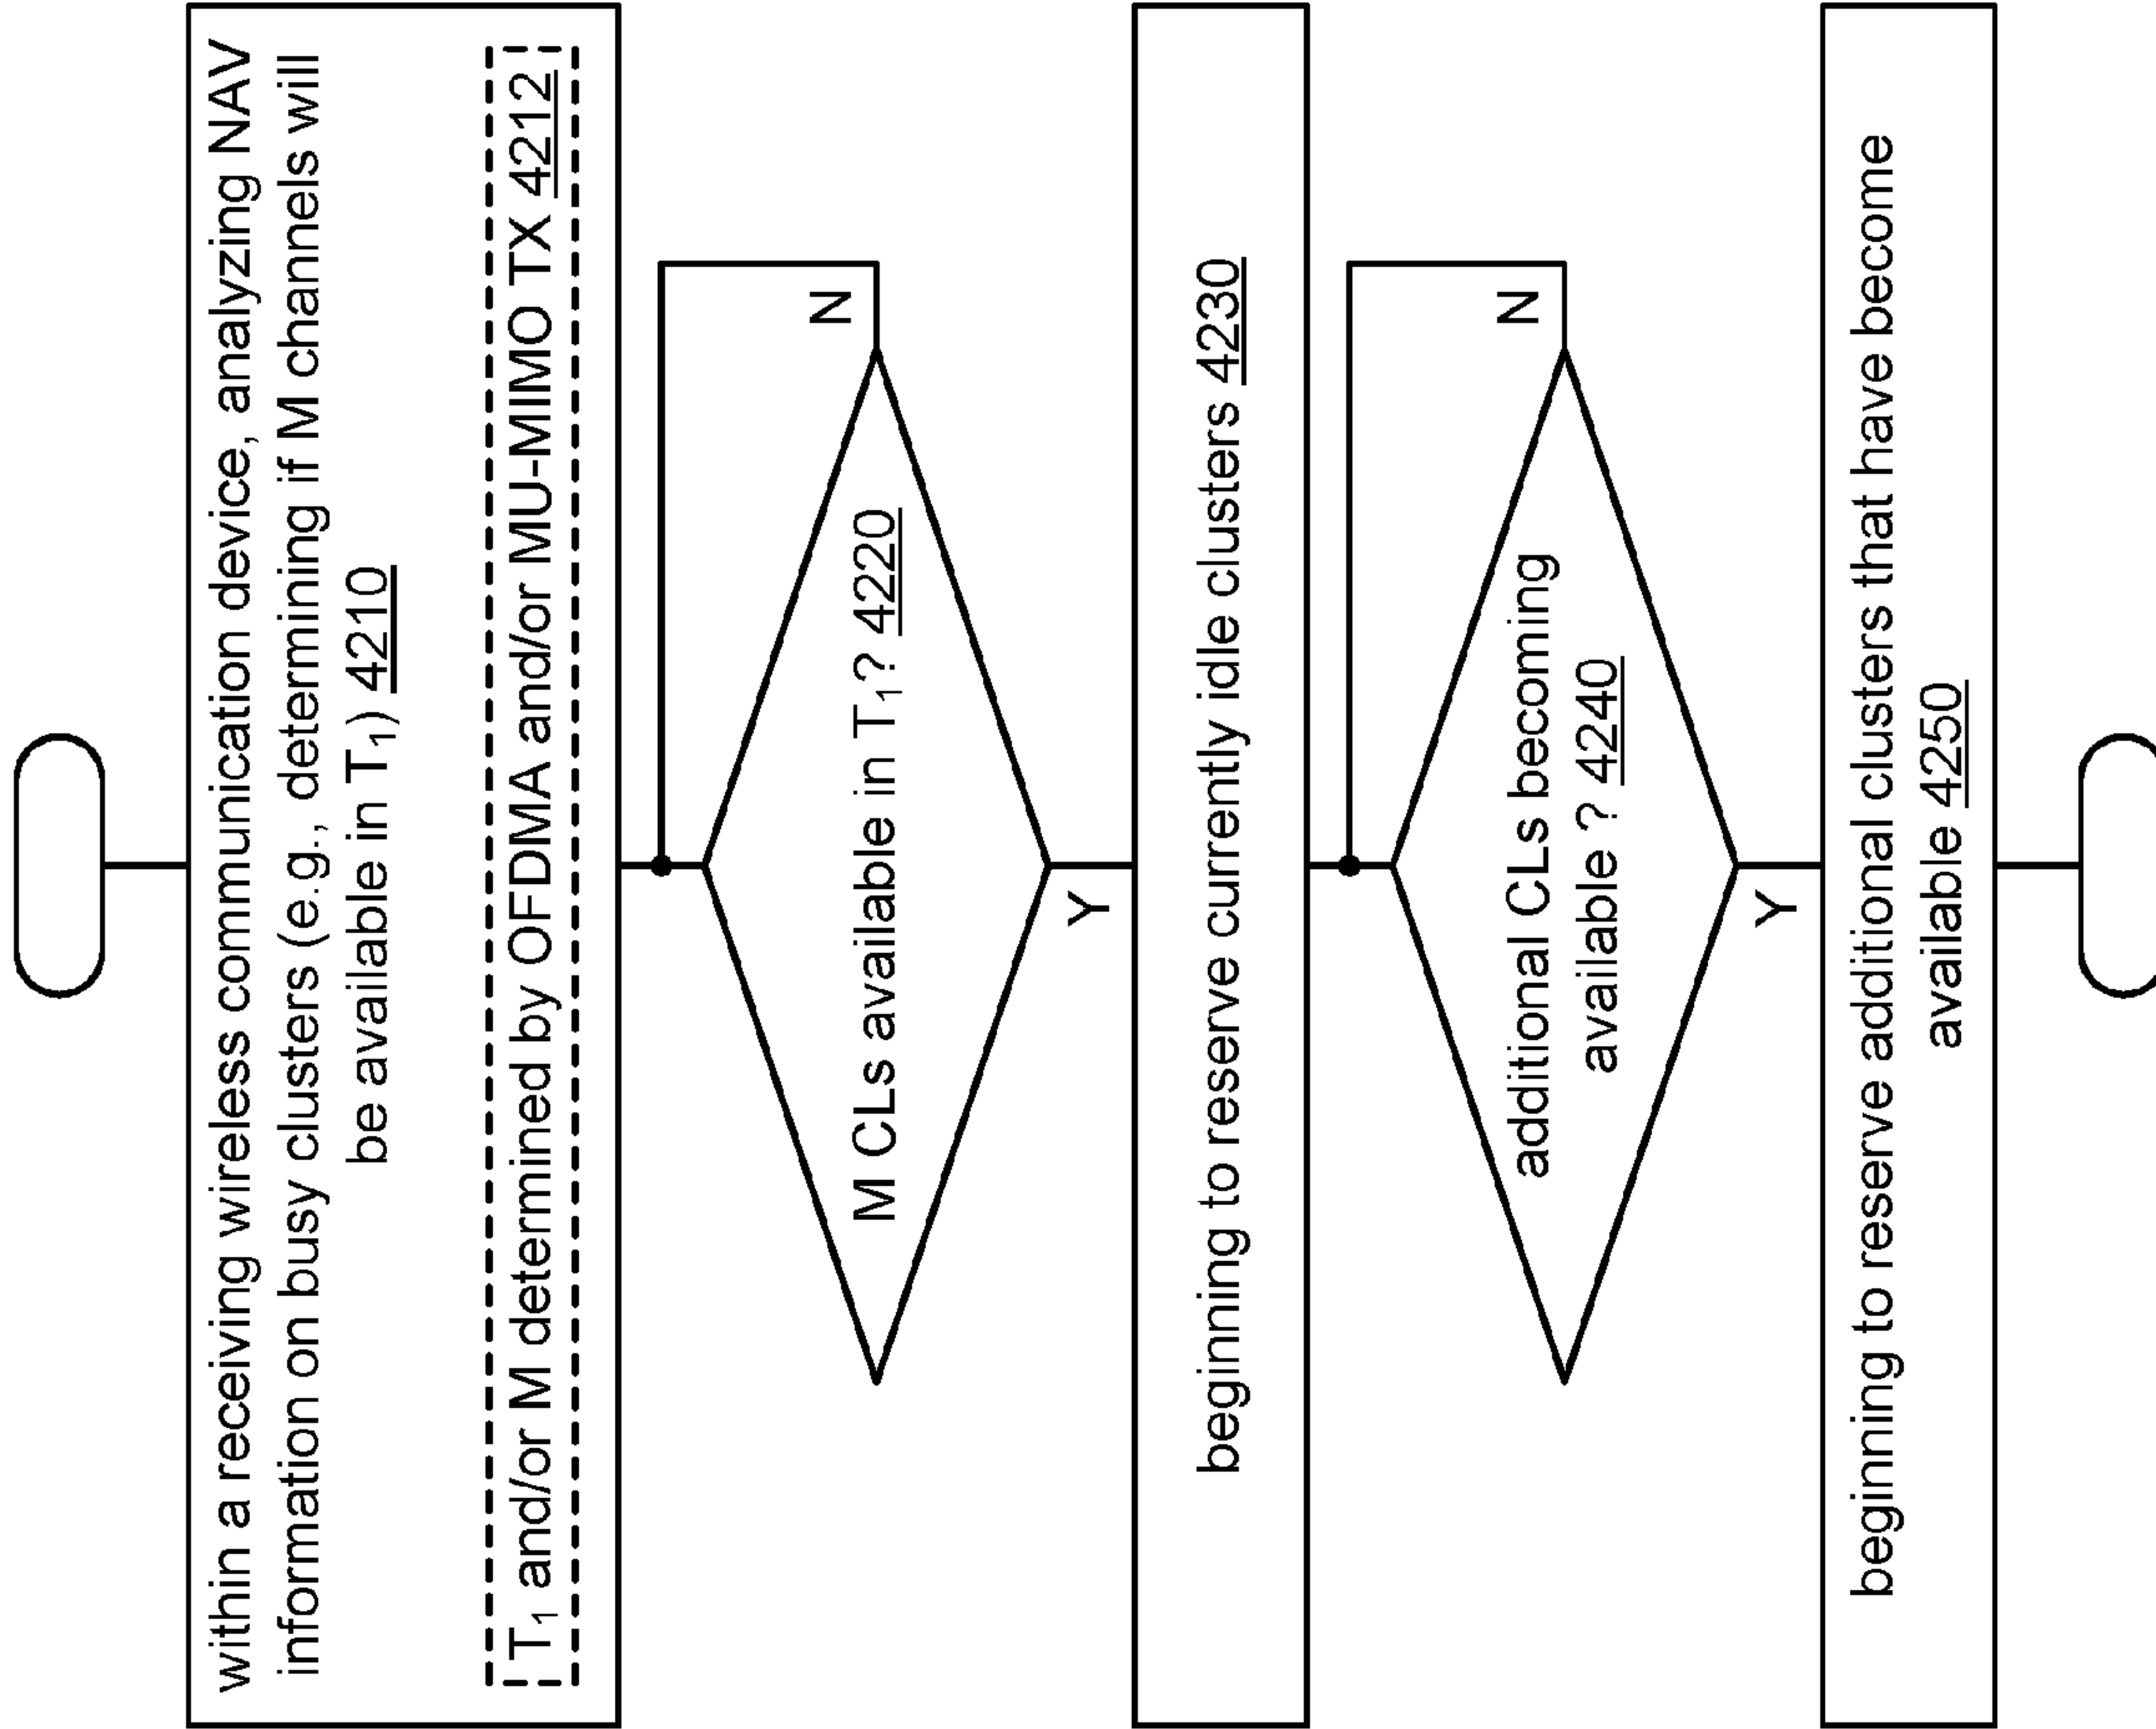 within a receiving wireless communication device, analyzing NAV
information on busy clusters (e.g., determining if M channels will
be available in T₁) 4210
T₁ and/or M determined by OFDMA and/or MU-MIMO TX 4212
N
M CLs available in T₁? 4220
Y
beginning to reserve currently idle clusters 4230
N
additional CLs becoming
available ? 4240
Y
beginning to reserve additional clusters that have become
available 4250